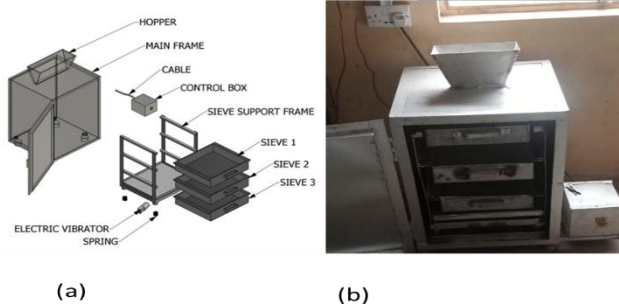 HOPPER
MAIN FRAME
CABLE
CONTROL BOX
SIEVE SUPPORT FRAME
SIEVE 1
SIEVE 2
SIEVE 3
ELECTRIC VIBRATOR
SPRING
(a)
(b)